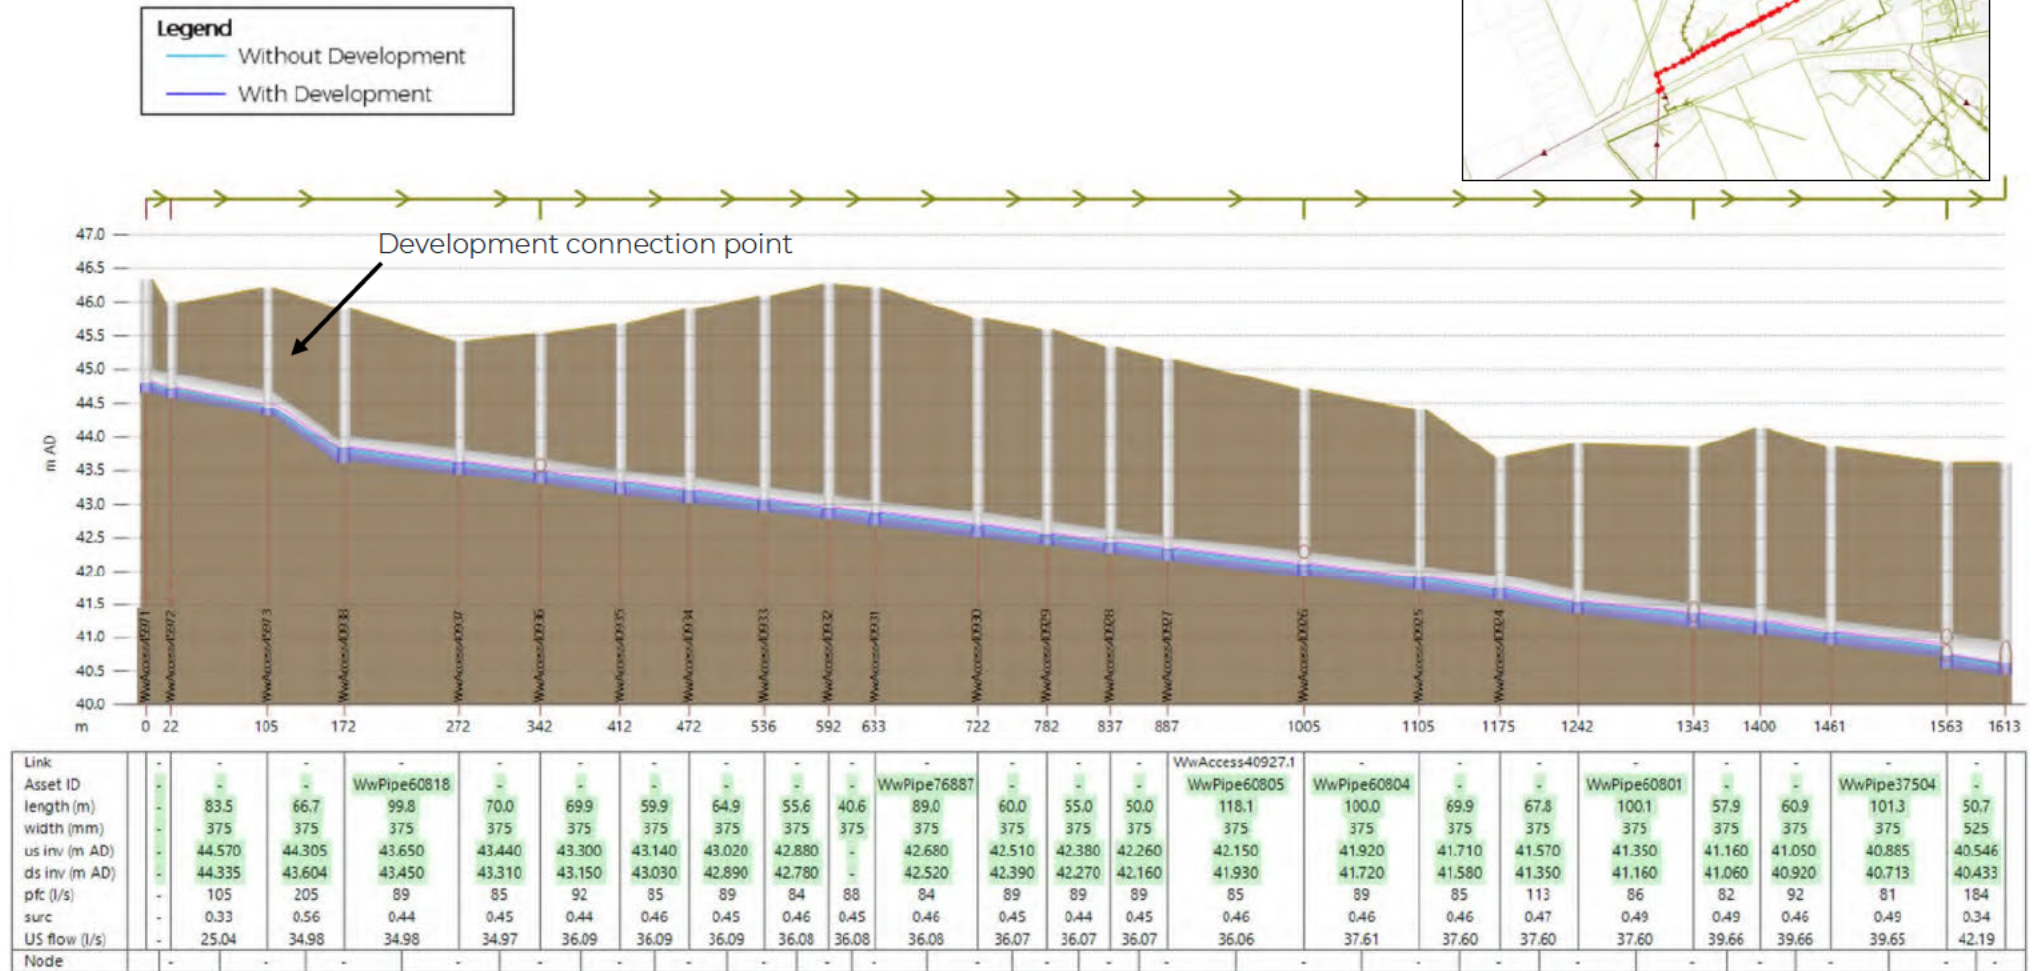 Legend
Without Development
With Development
Development connection point
47.0
46.5
46.0
45.5
45.0
44.5
44.0
43.5
43.0
42.5
42.0
41.5
41.0
40.5
40.0
m AD
WwAccess45971 WwAccess45972 WwAccess45973 WwAccess40938 WwAccess40937 WwAccess40936 WwAccess40935 WwAccess40934 WwAccess40933 WwAccess40932 WwAccess40931 WwAccess40930 WwAccess40929 WwAccess40928 WwAccess40927 WwAccess40926 WwAccess40925 WwAccess40924
m 0 22 105 172 272 342 412 472 536 592 633 722 782 837 887 1005 1105 1175 1242 1343 1400 1461 1563 1613
Link - - - - - - - - - - - - - - WwAccess40927.1 - - - - - - - -
Asset ID - - - WwPipe60818 - - - - - - WwPipe76887 - - - WwPipe60805 WwPipe60804 - - WwPipe60801 - - WwPipe37504 -
length (m) - 83.5 66.7 99.8 70.0 69.9 59.9 64.9 55.6 40.6 89.0 60.0 55.0 50.0 118.1 100.0 69.9 67.8 100.1 57.9 60.9 101.3 50.7
width (mm) - 375 375 375 375 375 375 375 375 375 375 375 375 375 375 375 375 375 375 375 375 375 525
us inv (m AD) - 44.570 44.305 43.650 43.440 43.300 43.140 43.020 42.880 - 42.680 42.510 42.380 42.260 42.150 41.920 41.710 41.570 41.350 41.160 41.050 40.885 40.546
ds inv (m AD) - 44.335 43.604 43.450 43.310 43.150 43.030 42.890 42.780 - 42.520 42.390 42.270 42.160 41.930 41.720 41.580 41.350 41.160 41.060 40.920 40.713 40.433
pfc (l/s) - 105 205 89 85 92 85 89 84 88 84 89 89 89 85 89 85 113 86 82 92 81 184
surc - 0.33 0.56 0.44 0.45 0.44 0.46 0.45 0.46 0.45 0.46 0.45 0.44 0.45 0.46 0.46 0.46 0.47 0.49 0.49 0.46 0.49 0.34
US flow (l/s) - 25.04 34.98 34.98 34.97 36.09 36.09 36.09 36.08 36.08 36.08 36.07 36.07 36.07 36.06 37.61 37.60 37.60 37.60 39.66 39.66 39.65 42.19
Node - - - - - - - - - - - - - - - - - - - - - - - -